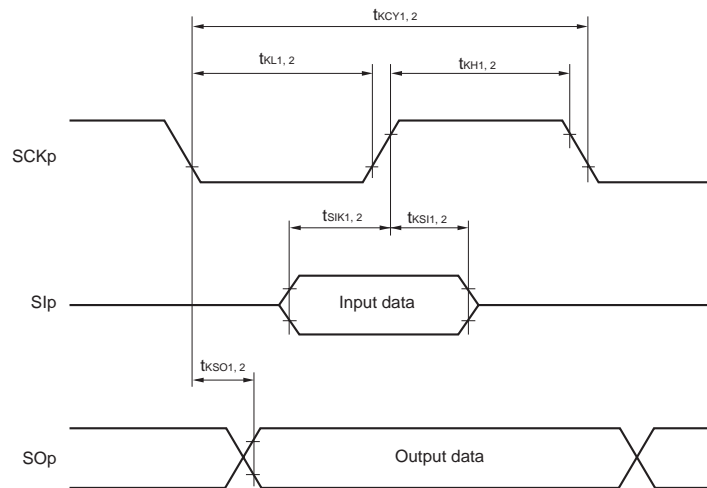 tKCY1, 2
tKL1, 2
tKH1, 2
SCKp
tSIK1, 2
tKSI1, 2
SIp
Input data
tKSO1, 2
SOp
Output data